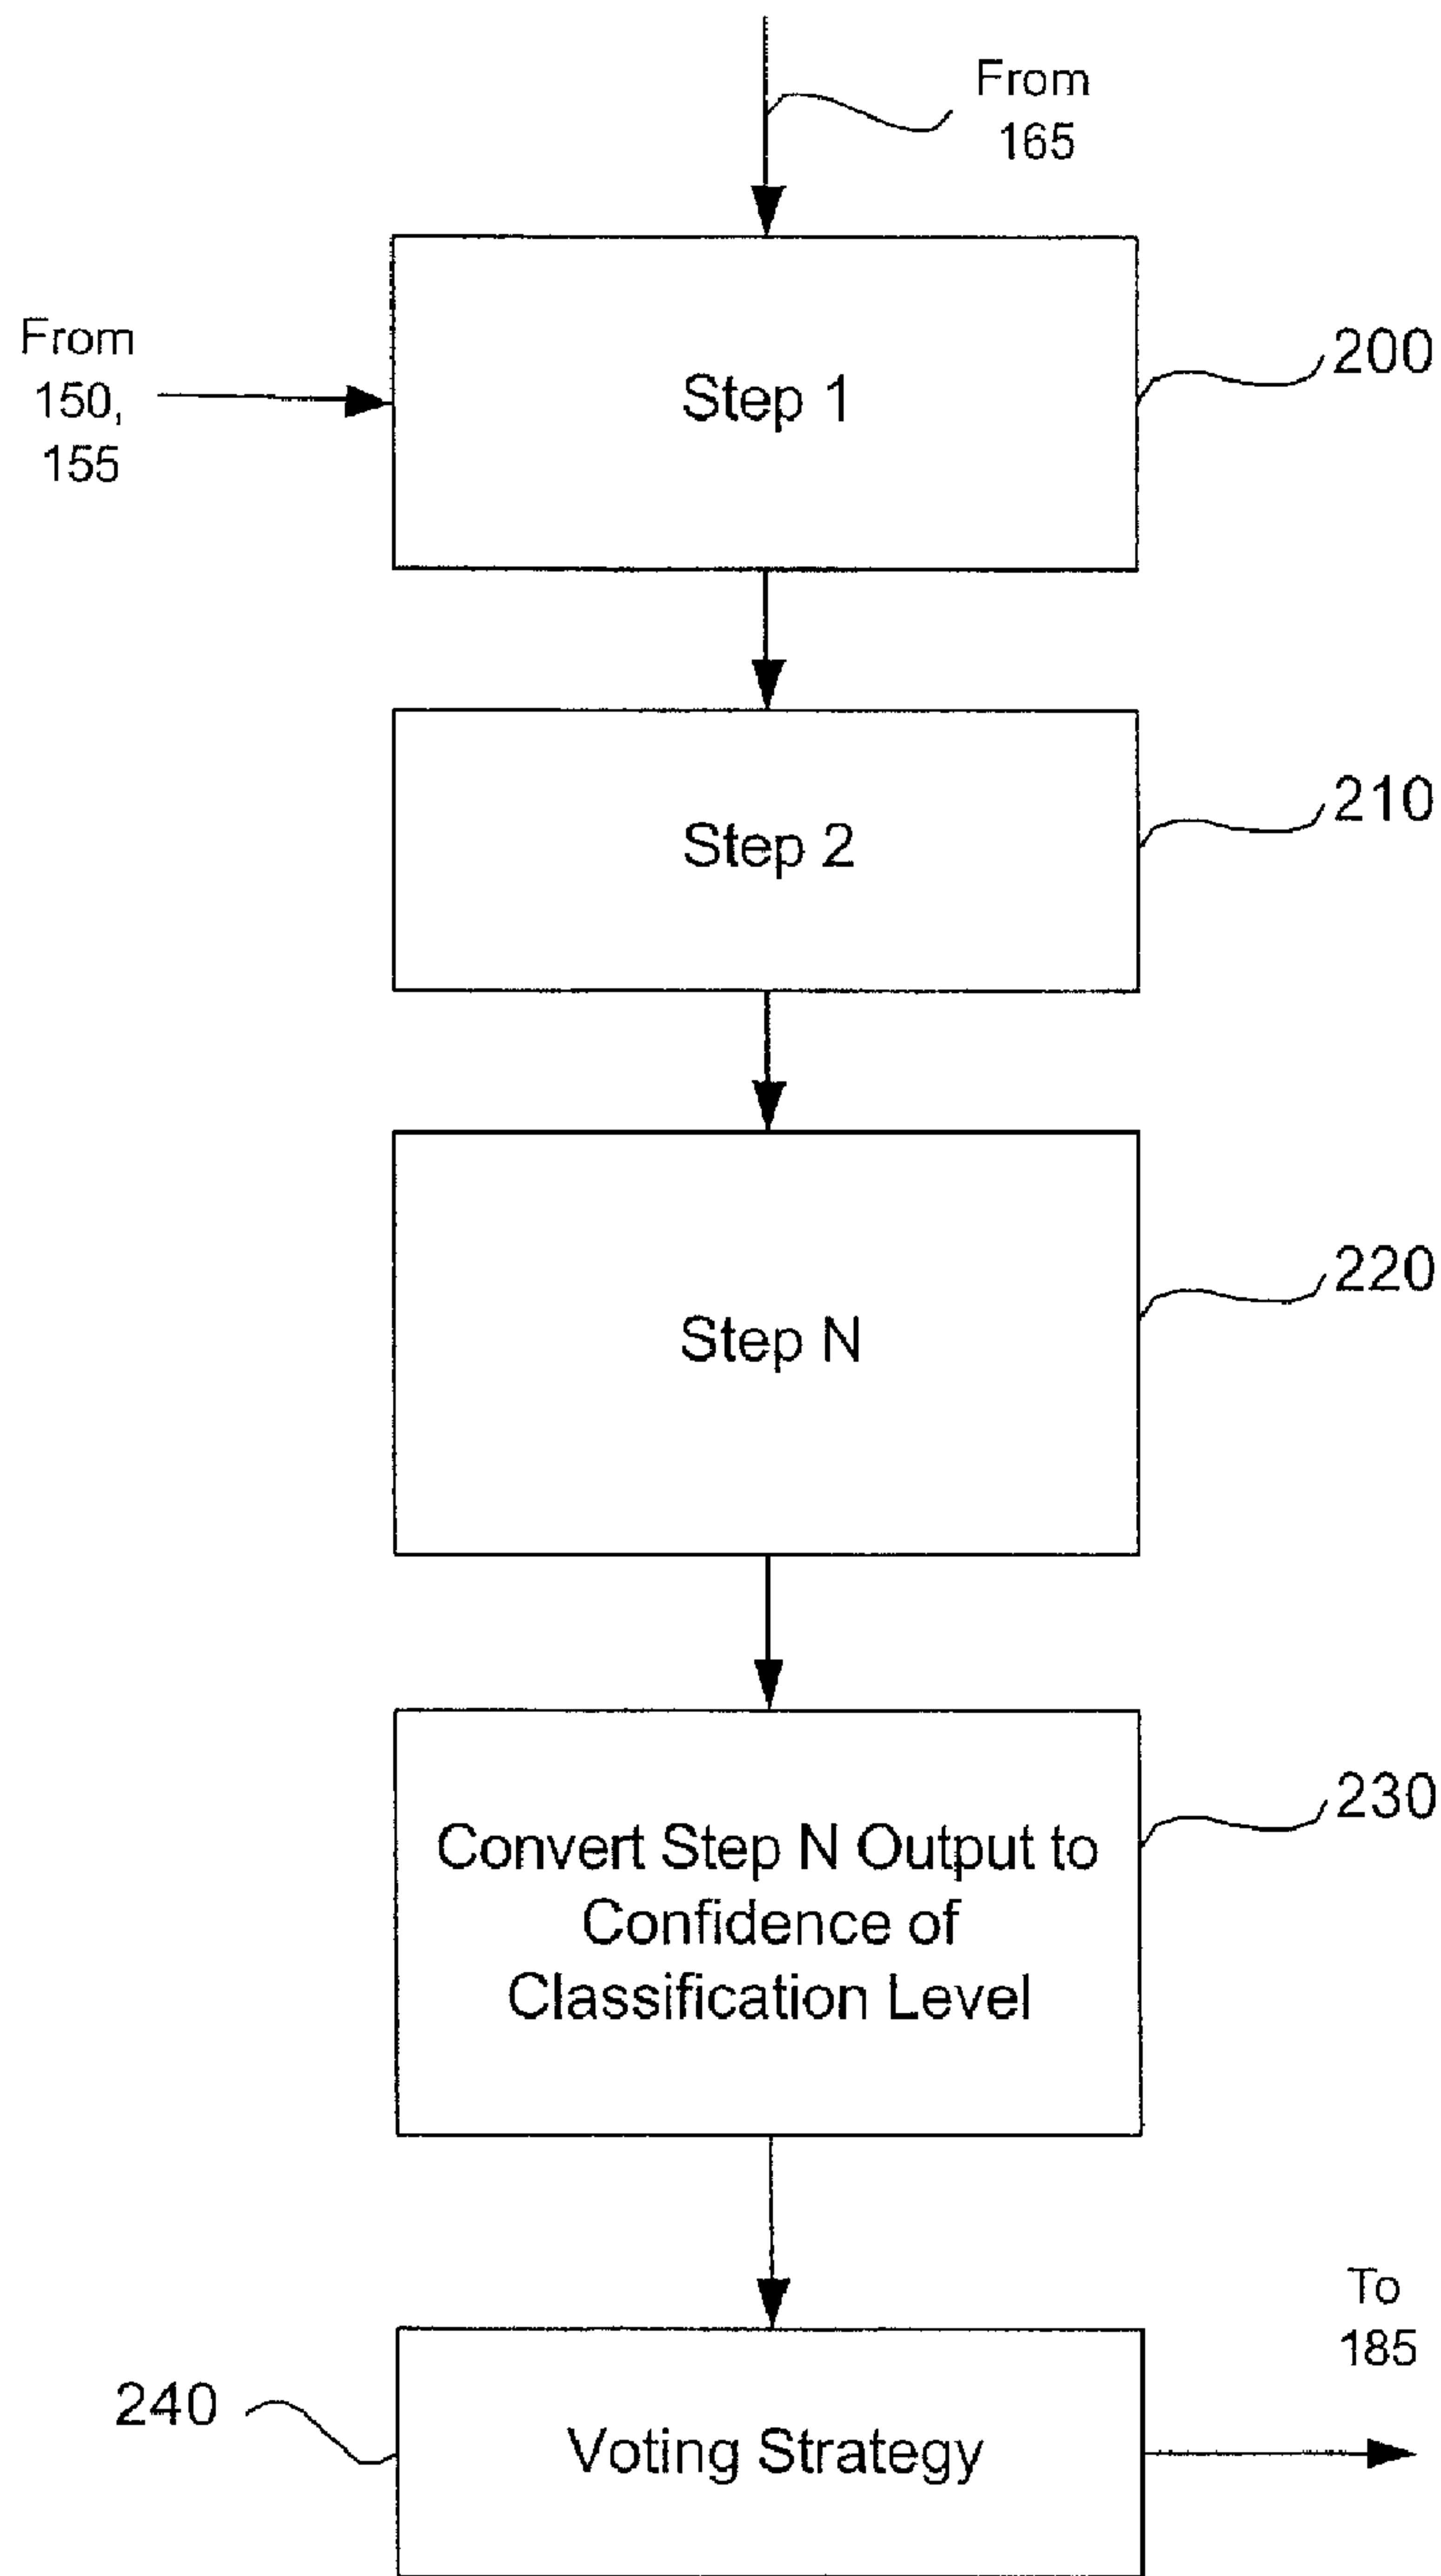 From
165
From
150,
155
Step 1
200
Step 2
210
Step N
220
Convert Step N Output to
Confidence of
Classification Level
230
To
185
240
Voting Strategy